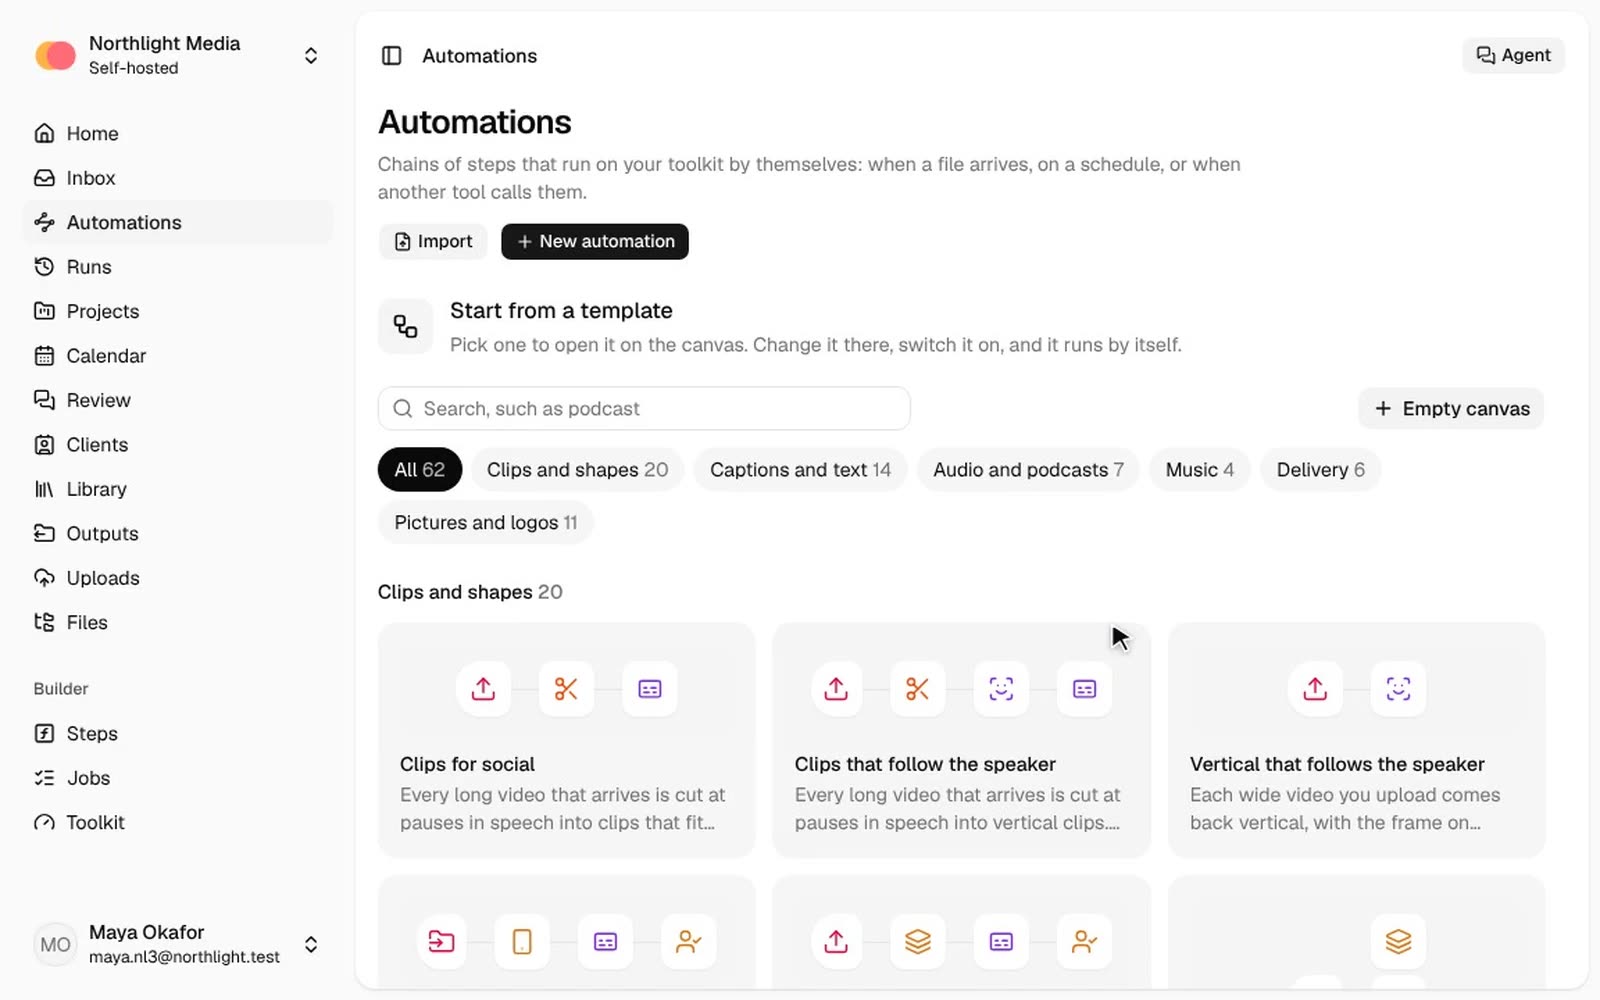 Northlight Media
Self-hosted
Home
Inbox
Automations
Runs
Projects
Calendar
Review
Clients
Library
Outputs
Uploads
Files
Builder
Steps
Jobs
Toolkit
MO
Maya Okafor
maya.nl3@northlight.test
Automations
Agent
Automations
Chains of steps that run on your toolkit by themselves: when a file arrives, on a schedule, or when
another tool calls them.
Import
New automation
Start from a template
Pick one to open it on the canvas. Change it there, switch it on, and it runs by itself.
Search, such as podcast
Empty canvas
All 62
Clips and shapes 20
Captions and text 14
Audio and podcasts 7
Music 4
Delivery 6
Pictures and logos 11
Clips and shapes 20
Clips for social
Every long video that arrives is cut at
pauses in speech into clips that fit...
Clips that follow the speaker
Every long video that arrives is cut at
pauses in speech into vertical clips....
Vertical that follows the speaker
Each wide video you upload comes
back vertical, with the frame on...